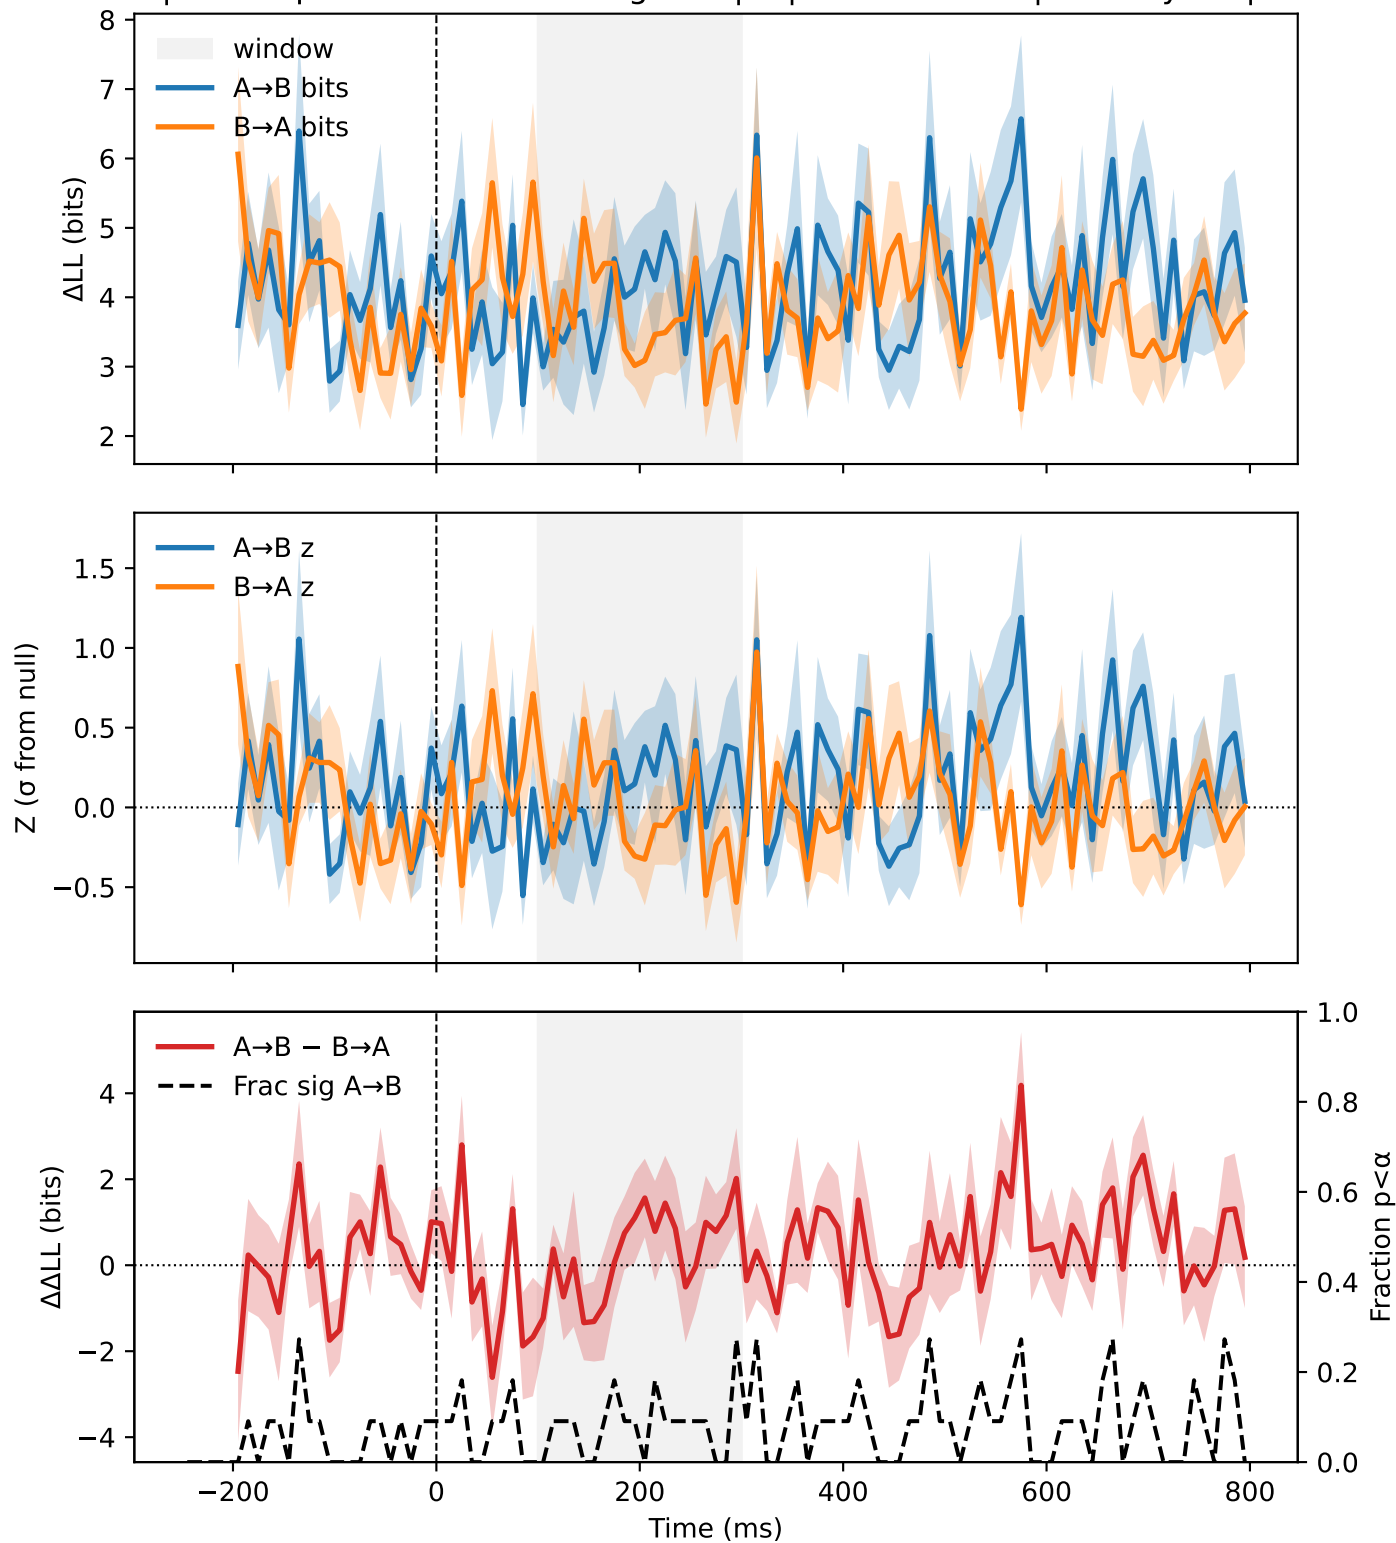 8
7
6
5
4
3
2
ΔLL (bits)
window
A→B bits
B→A bits
1.5
1.0
0.5
0.0
−0.5
Z (σ from null)
A→B z
B→A z
4
2
0
−2
−4
ΔΔLL (bits)
A→B − B→A
Frac sig A→B
1.0
0.8
0.6
0.4
0.2
0.0
Fraction p<α
−200
0
200
400
600
800
Time (ms)